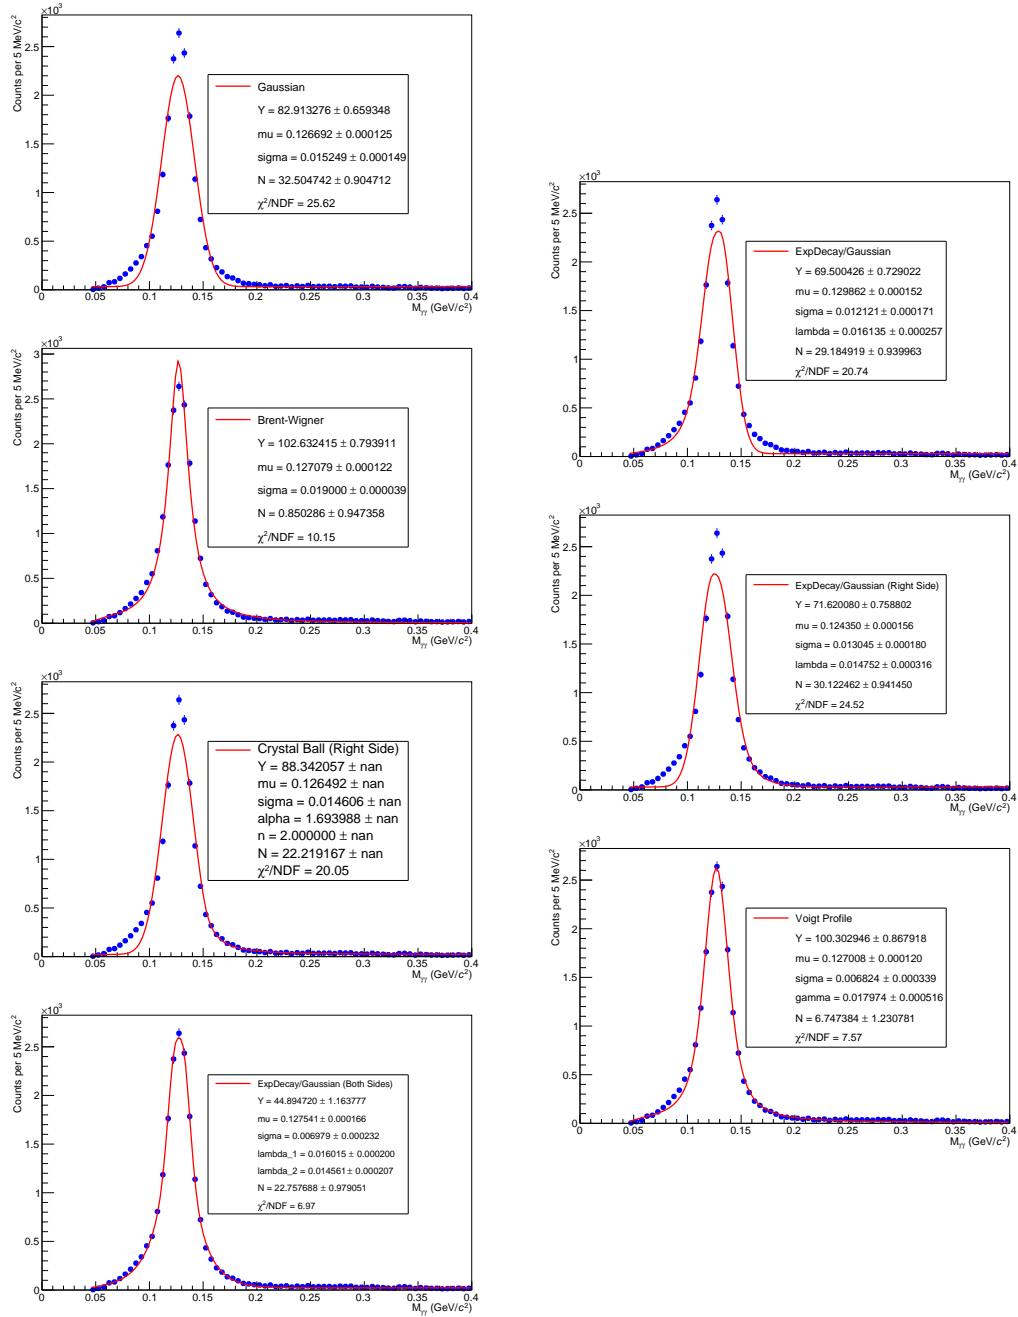 ×10³
Counts per 5 MeV/c²
2.5
2
1.5
1
0.5
0
Gaussian
Y = 82.913276 ± 0.659348
mu = 0.126692 ± 0.000125
sigma = 0.015249 ± 0.000149
N = 32.504742 ± 0.904712
χ²/NDF = 25.62
0 0.05 0.1 0.15 0.2 0.25 0.3 0.35 0.4
M_γγ (GeV/c²)
×10³
Counts per 5 MeV/c²
3
2.5
2
1.5
1
0.5
0
Brent-Wigner
Y = 102.632415 ± 0.793911
mu = 0.127079 ± 0.000122
sigma = 0.019000 ± 0.000039
N = 0.850286 ± 0.947358
χ²/NDF = 10.15
0 0.05 0.1 0.15 0.2 0.25 0.3 0.35 0.4
M_γγ (GeV/c²)
×10³
Counts per 5 MeV/c²
2.5
2
1.5
1
0.5
0
Crystal Ball (Right Side)
Y = 88.342057 ± nan
mu = 0.126492 ± nan
sigma = 0.014606 ± nan
alpha = 1.693988 ± nan
n = 2.000000 ± nan
N = 22.219167 ± nan
χ²/NDF = 20.05
0 0.05 0.1 0.15 0.2 0.25 0.3 0.35 0.4
M_γγ (GeV/c²)
×10³
Counts per 5 MeV/c²
2.5
2
1.5
1
0.5
0
ExpDecay/Gaussian (Both Sides)
Y = 44.894720 ± 1.163777
mu = 0.127541 ± 0.000166
sigma = 0.006979 ± 0.000232
lambda_1 = 0.016015 ± 0.000200
lambda_2 = 0.014561 ± 0.000207
N = 22.757688 ± 0.979051
χ²/NDF = 6.97
0 0.05 0.1 0.15 0.2 0.25 0.3 0.35 0.4
M_γγ (GeV/c²)
×10³
Counts per 5 MeV/c²
2.5
2
1.5
1
0.5
0
ExpDecay/Gaussian
Y = 69.500426 ± 0.729022
mu = 0.129862 ± 0.000152
sigma = 0.012121 ± 0.000171
lambda = 0.016135 ± 0.000257
N = 29.184919 ± 0.939963
χ²/NDF = 20.74
0 0.05 0.1 0.15 0.2 0.25 0.3 0.35 0.4
M_γγ (GeV/c²)
×10³
Counts per 5 MeV/c²
2.5
2
1.5
1
0.5
0
ExpDecay/Gaussian (Right Side)
Y = 71.620080 ± 0.758802
mu = 0.124350 ± 0.000156
sigma = 0.013045 ± 0.000180
lambda = 0.014752 ± 0.000316
N = 30.122462 ± 0.941450
χ²/NDF = 24.52
0 0.05 0.1 0.15 0.2 0.25 0.3 0.35 0.4
M_γγ (GeV/c²)
×10³
Counts per 5 MeV/c²
2.5
2
1.5
1
0.5
0
Voigt Profile
Y = 100.302946 ± 0.867918
mu = 0.127008 ± 0.000120
sigma = 0.006824 ± 0.000339
gamma = 0.017974 ± 0.000516
N = 6.747384 ± 1.230781
χ²/NDF = 7.57
0 0.05 0.1 0.15 0.2 0.25 0.3 0.35 0.4
M_γγ (GeV/c²)